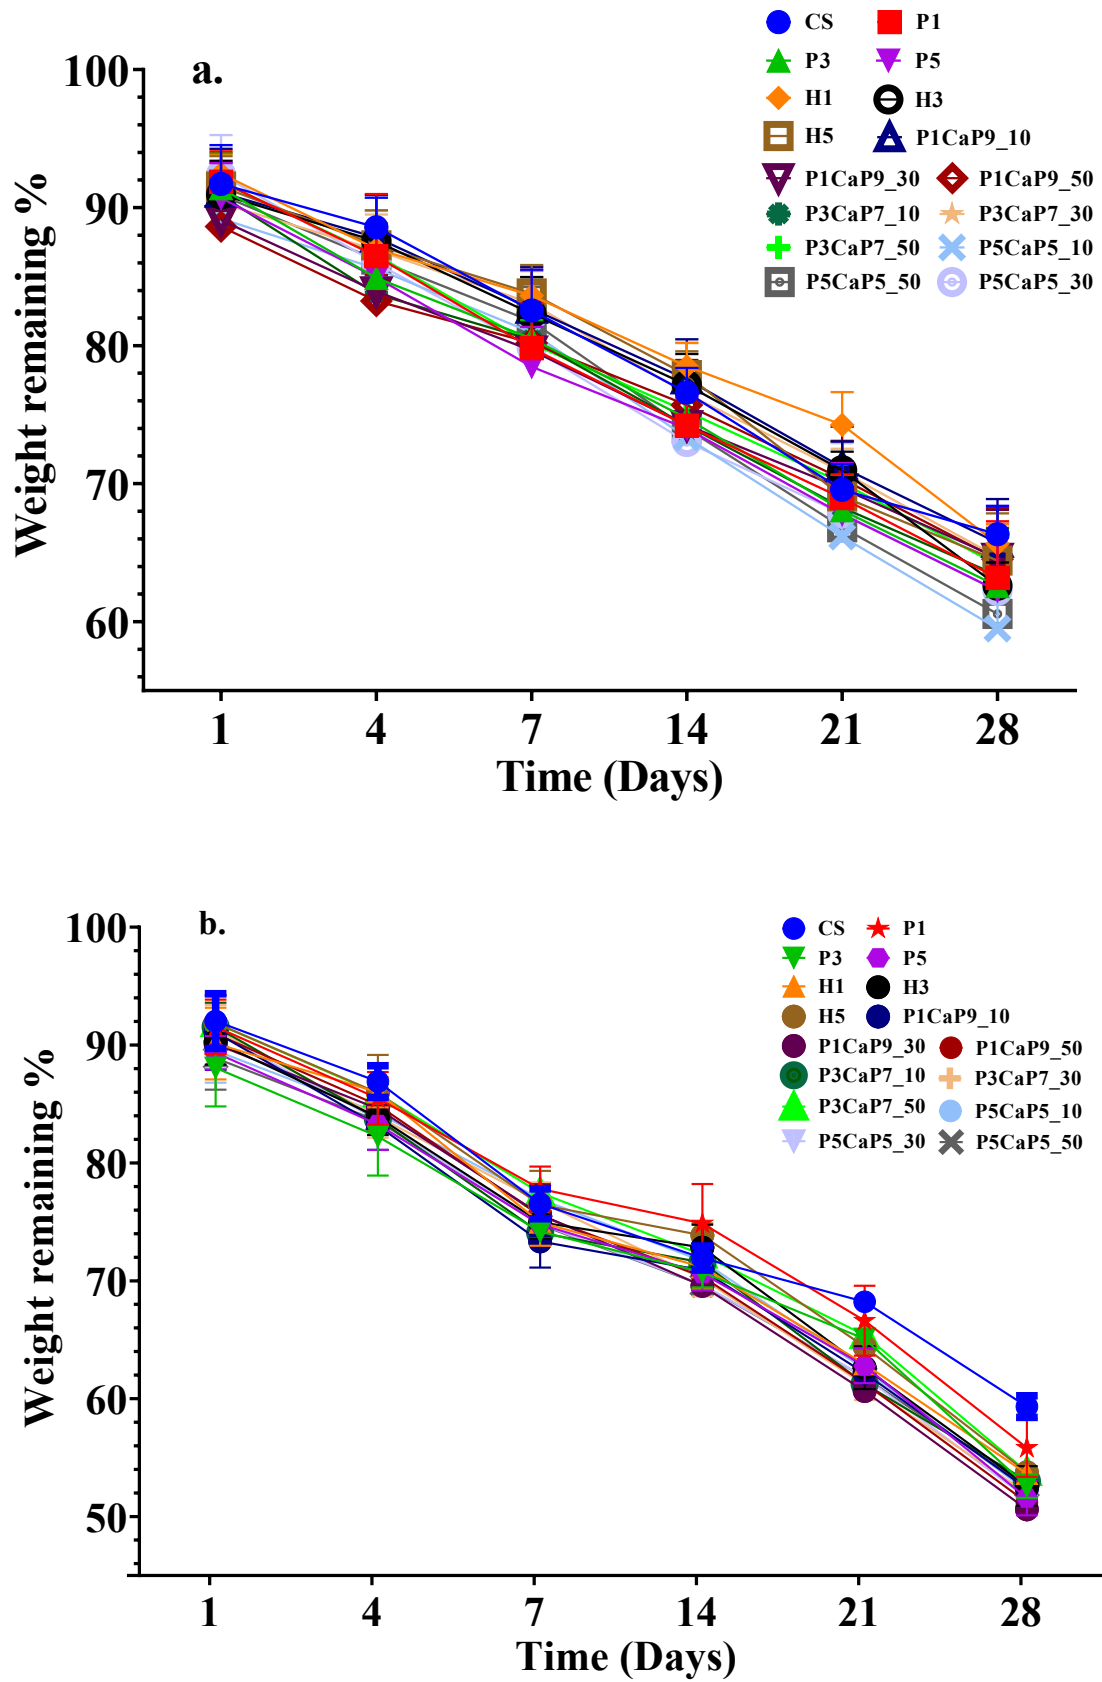 a.
CS P1
P3 P5
H1 H3
H5 P1CaP9_10
P1CaP9_30 P1CaP9_50
P3CaP7_10 P3CaP7_30
P3CaP7_50 P5CaP5_10
P5CaP5_50 P5CaP5_30
Weight remaining %
100
90
80
70
60
1 4 7 14 21 28
Time (Days)
b.
CS P1
P3 P5
H1 H3
H5 P1CaP9_10
P1CaP9_30 P1CaP9_50
P3CaP7_10 P3CaP7_30
P3CaP7_50 P5CaP5_10
P5CaP5_30 P5CaP5_50
Weight remaining %
100
90
80
70
60
50
1 4 7 14 21 28
Time (Days)